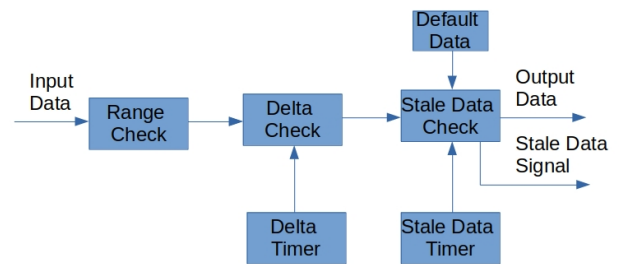 Default
Data
Input
Data
Range
Check
Delta
Check
Stale Data
Check
Output
Data
Stale Data
Signal
Delta
Timer
Stale Data
Timer